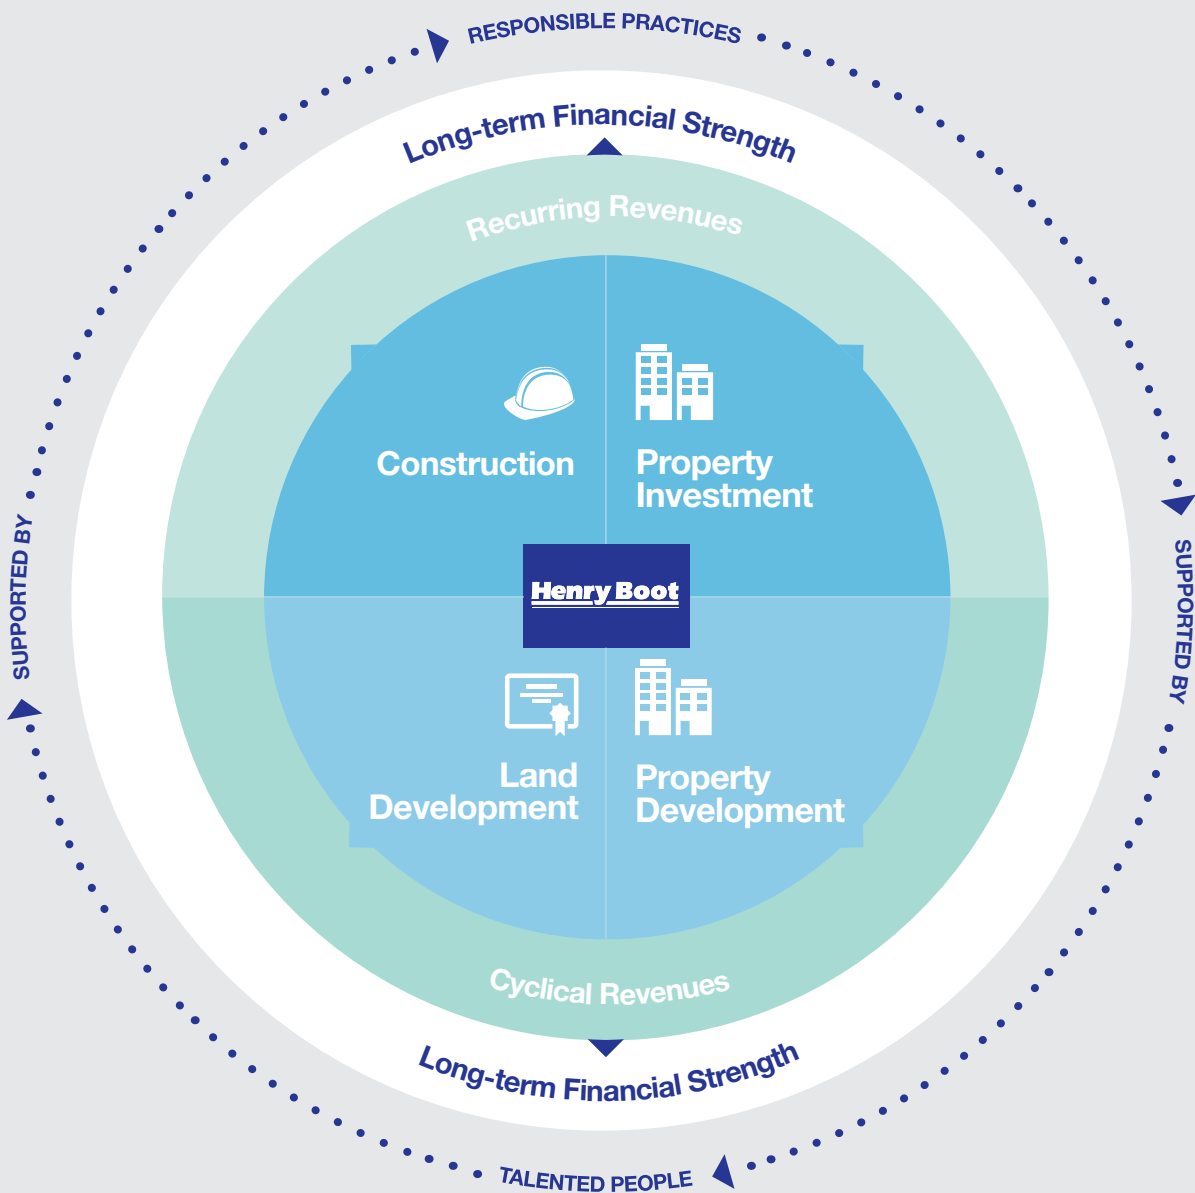 RESPONSIBLE PRACTICES
Long-term Financial Strength
Recurring Revenues
Construction
Property
Investment
SUPPORTED BY
Henry Boot
SUPPORTED BY
Land
Development
Property
Development
Cyclical Revenues
Long-term Financial Strength
TALENTED PEOPLE